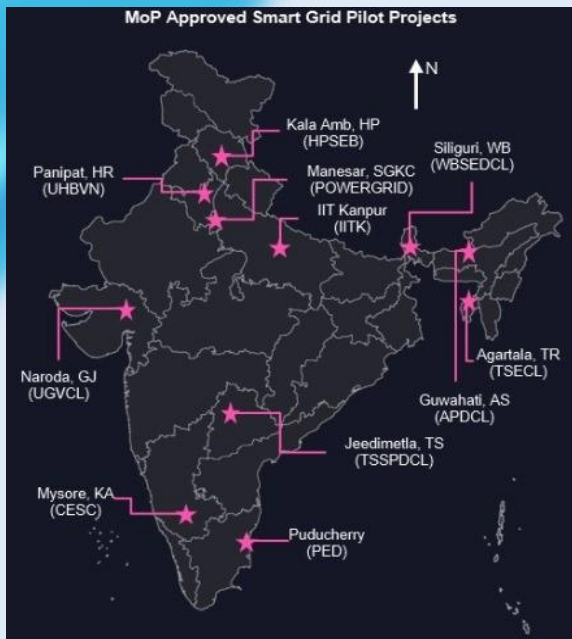 MoP Approved Smart Grid Pilot Projects
N
Kala Amb, HP
(HPSEB)
Siliguri, WB
(WBSEDCL)
Panipat, HR
(UHBVN)
Manesar, SGKC
(POWERGRID)
IIT Kanpur
(IITK)
Agartala, TR
(TSECL)
Naroda, GJ
(UGVCL)
Guwahati, AS
(APDCL)
Jeedimetla, TS
(TSSPDCL)
Mysore, KA
(CESC)
Puducherry
(PED)